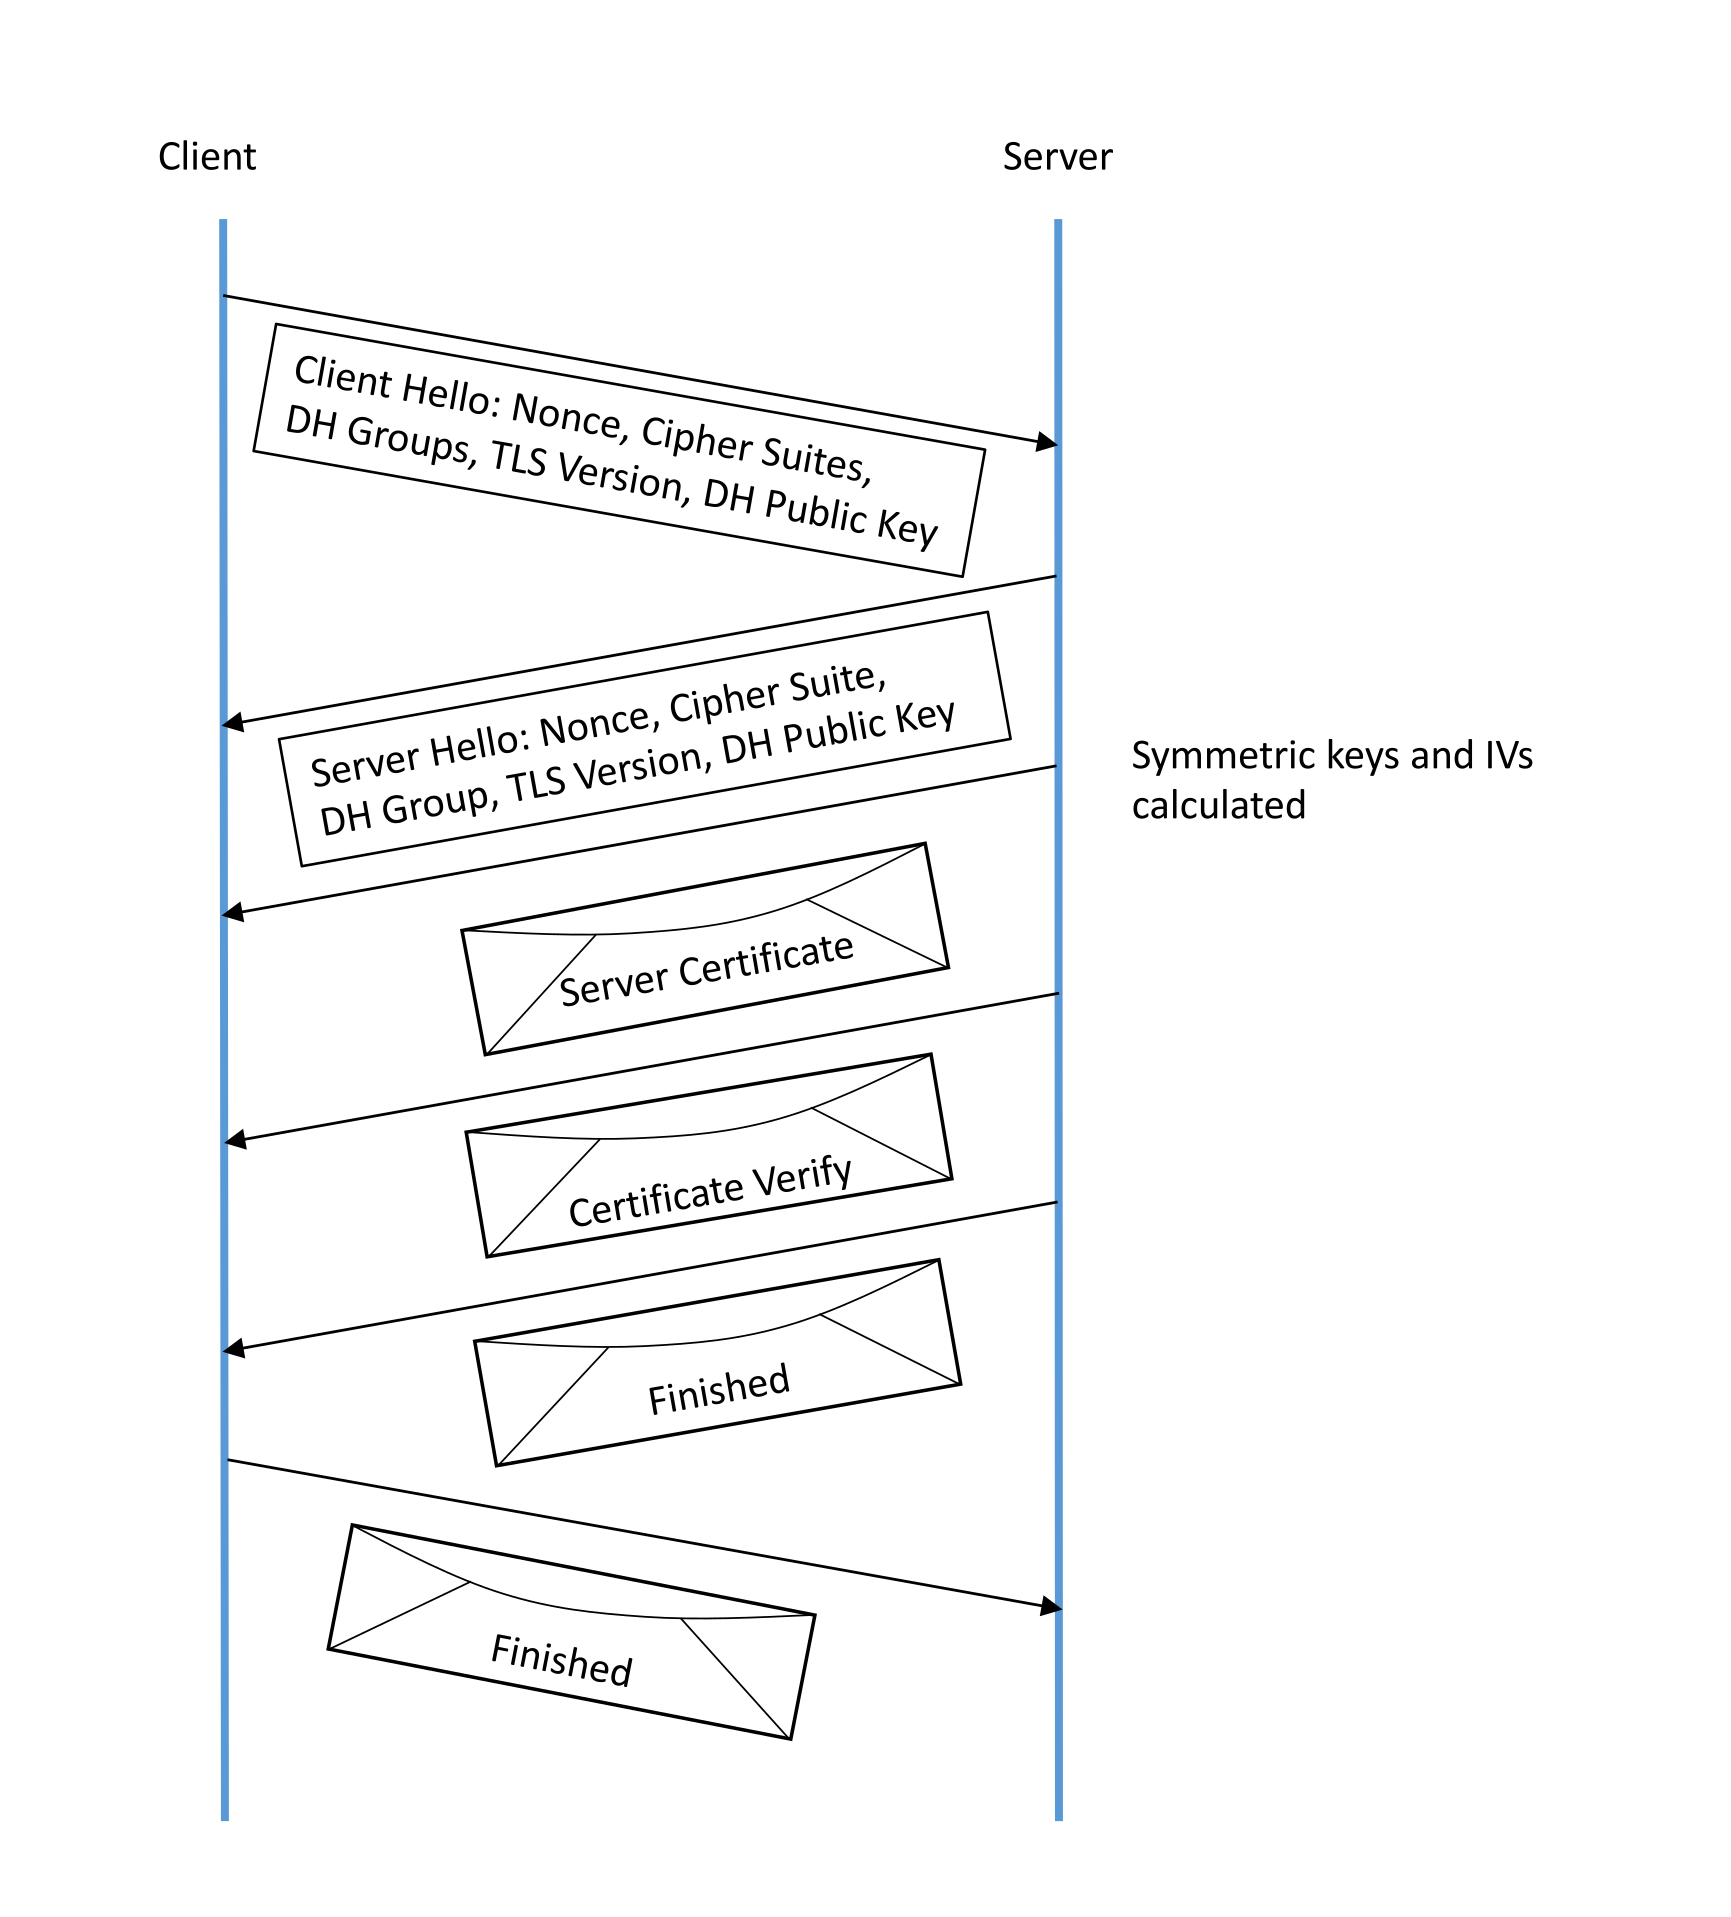 Client
Server
Client Hello: Nonce, Cipher Suites,
DH Groups, TLS Version, DH Public Key
Server Hello: Nonce, Cipher Suite,
DH Group, TLS Version, DH Public Key
Symmetric keys and IVs
calculated
Server Certificate
Certificate Verify
Finished
Finished